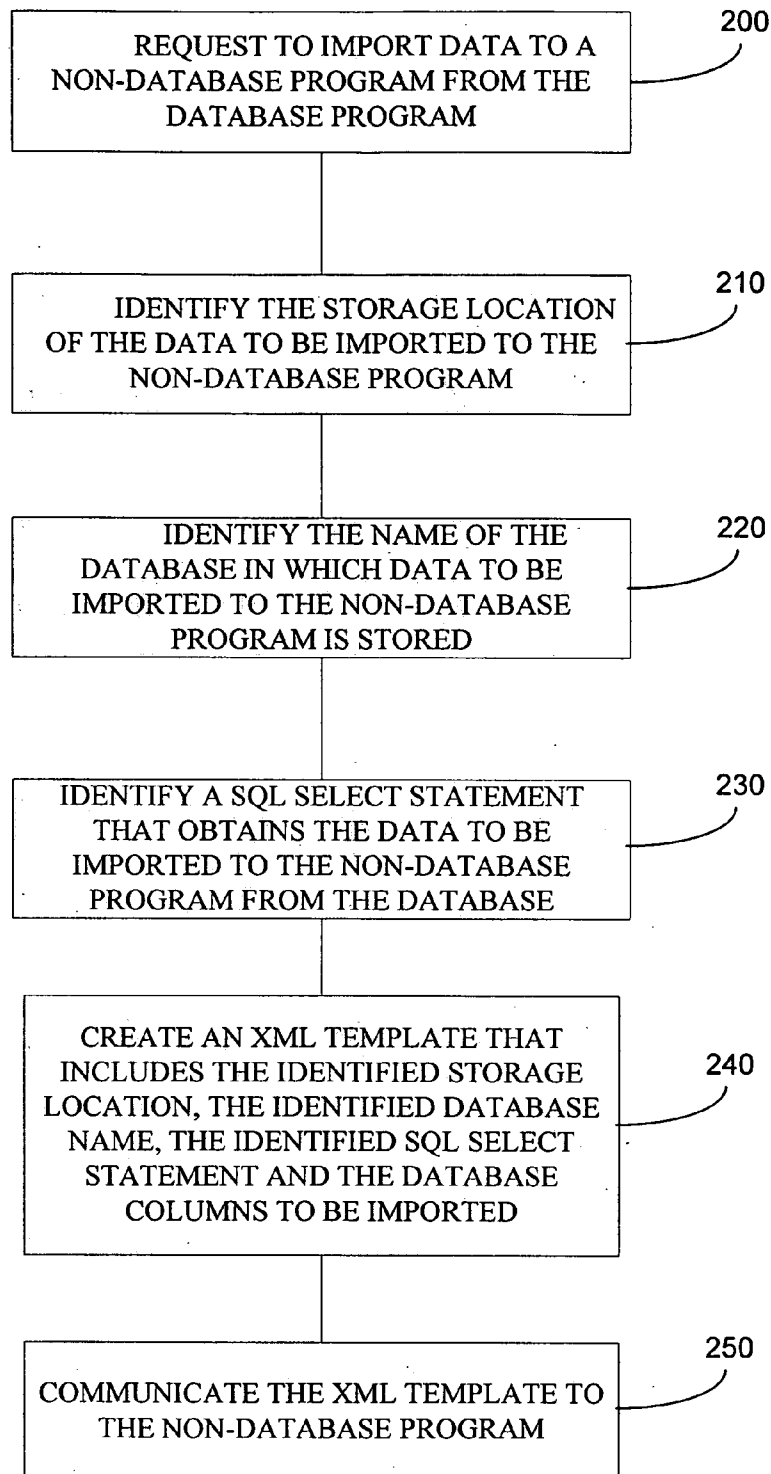 200
REQUEST TO IMPORT DATA TO A
NON-DATABASE PROGRAM FROM THE
DATABASE PROGRAM
210
IDENTIFY THE STORAGE LOCATION
OF THE DATA TO BE IMPORTED TO THE
NON-DATABASE PROGRAM
220
IDENTIFY THE NAME OF THE
DATABASE IN WHICH DATA TO BE
IMPORTED TO THE NON-DATABASE
PROGRAM IS STORED
230
IDENTIFY A SQL SELECT STATEMENT
THAT OBTAINS THE DATA TO BE
IMPORTED TO THE NON-DATABASE
PROGRAM FROM THE DATABASE
240
CREATE AN XML TEMPLATE THAT
INCLUDES THE IDENTIFIED STORAGE
LOCATION, THE IDENTIFIED DATABASE
NAME, THE IDENTIFIED SQL SELECT
STATEMENT AND THE DATABASE
COLUMNS TO BE IMPORTED
250
COMMUNICATE THE XML TEMPLATE TO
THE NON-DATABASE PROGRAM